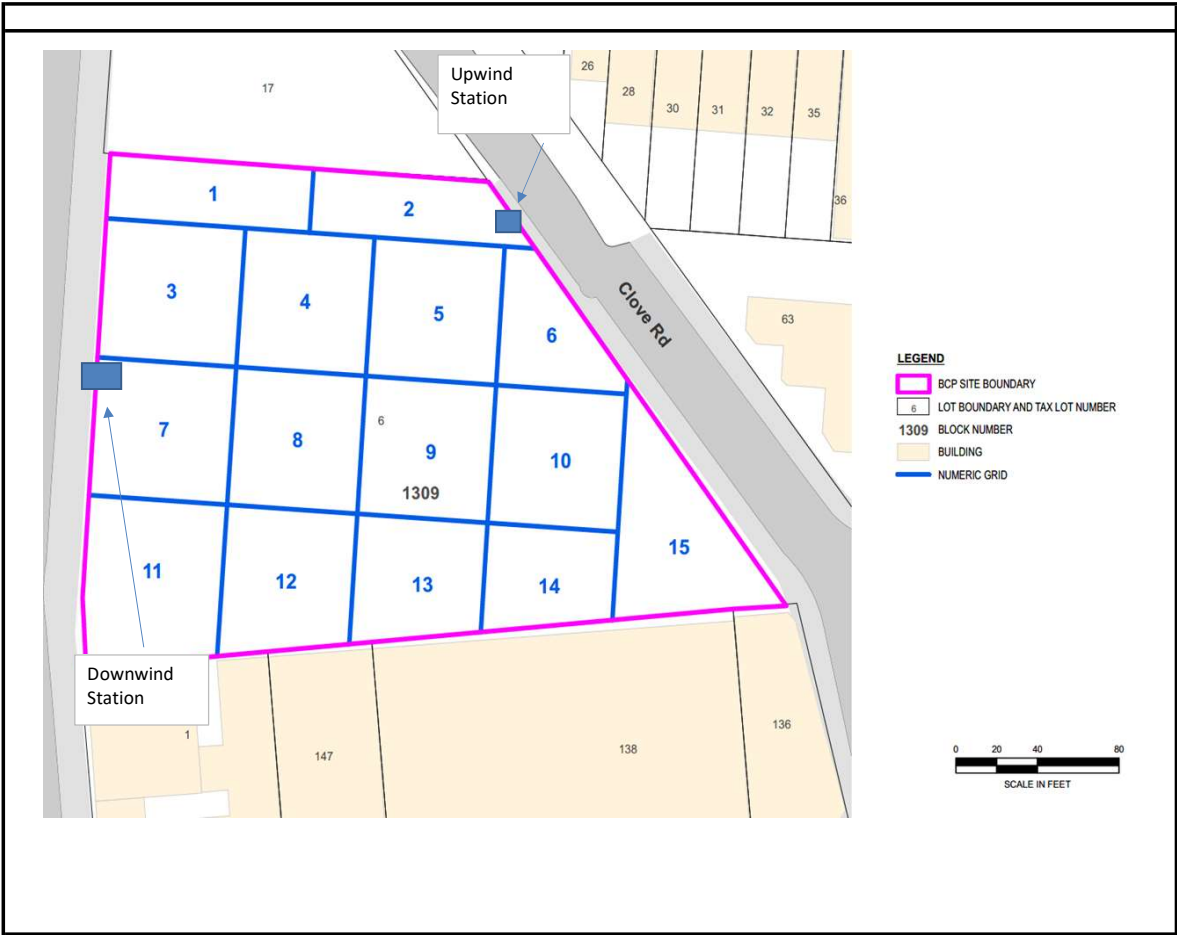 Upwind
Station
17
26
28
30
31
32
35
36
1
2
3
4
5
6
Clove Rd
63
7
8
6
9
10
1309
11
12
13
14
15
Downwind
Station
1
147
138
136
LEGEND
BCP SITE BOUNDARY
6 LOT BOUNDARY AND TAX LOT NUMBER
1309 BLOCK NUMBER
BUILDING
NUMERIC GRID
0 20 40 80
SCALE IN FEET